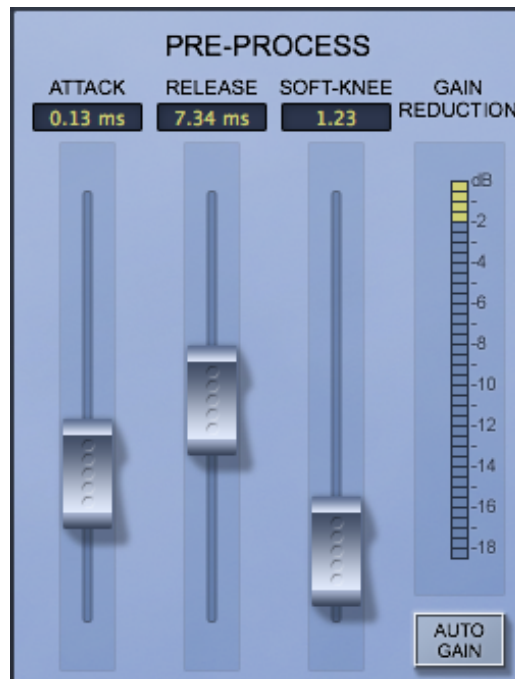 PRE-PROCESS
ATTACK RELEASE SOFT-KNEE GAIN
REDUCTION
0.13 ms 7.34 ms 1.23
dB
-
-2
-
-4
-
-6
-
-8
-
-10
-
-12
-
-14
-
-16
-
-18
AUTO
GAIN